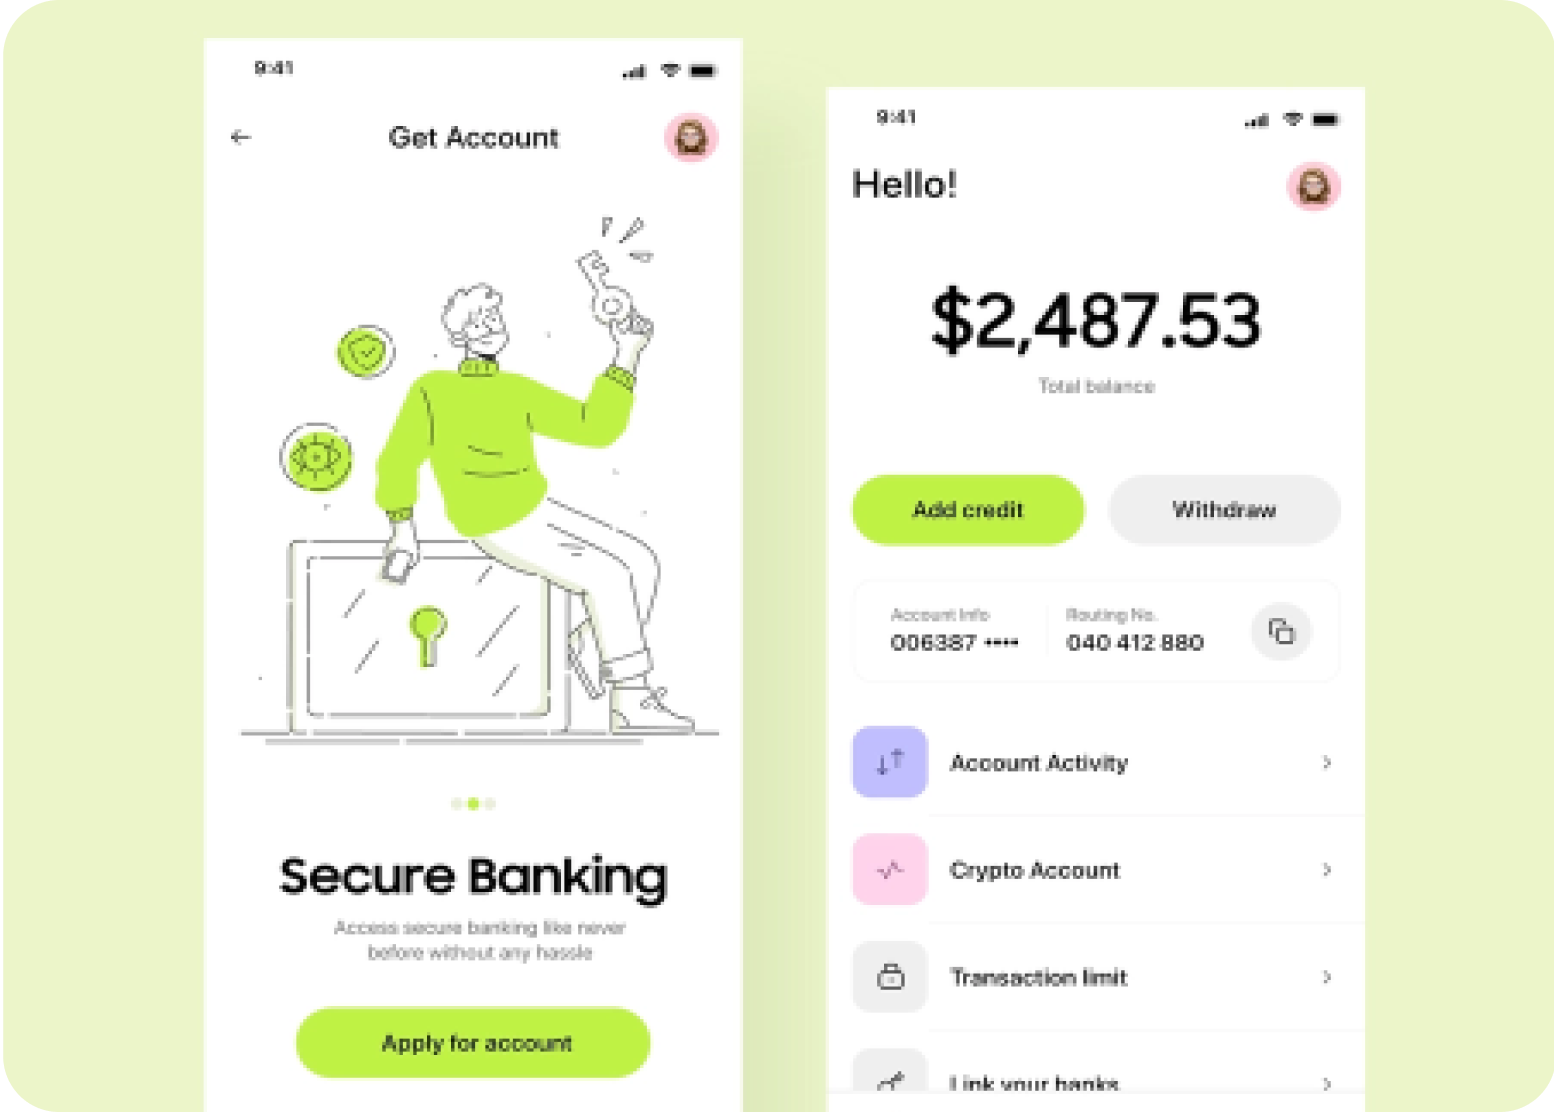 9:41
Get Account
Secure Banking
Access secure banking like never
before without any hassle
Apply for account
9:41
Hello!
$2,487.53
Total balance
Add credit
Withdraw
Account Info
006387 ••••
Routing No.
040 412 880
Account Activity
Crypto Account
Transaction limit
Link your banks